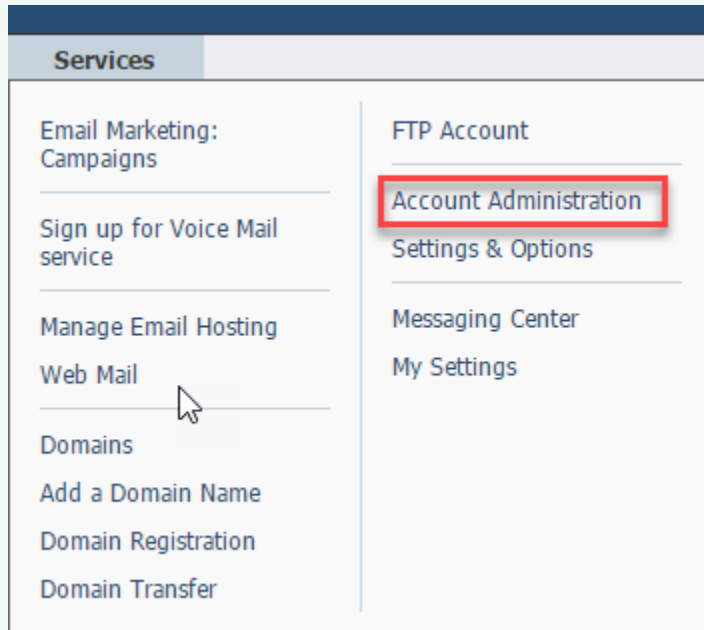 Services
Email Marketing:
Campaigns
Sign up for Voice Mail
service
Manage Email Hosting
Web Mail
Domains
Add a Domain Name
Domain Registration
Domain Transfer
FTP Account
Account Administration
Settings & Options
Messaging Center
My Settings